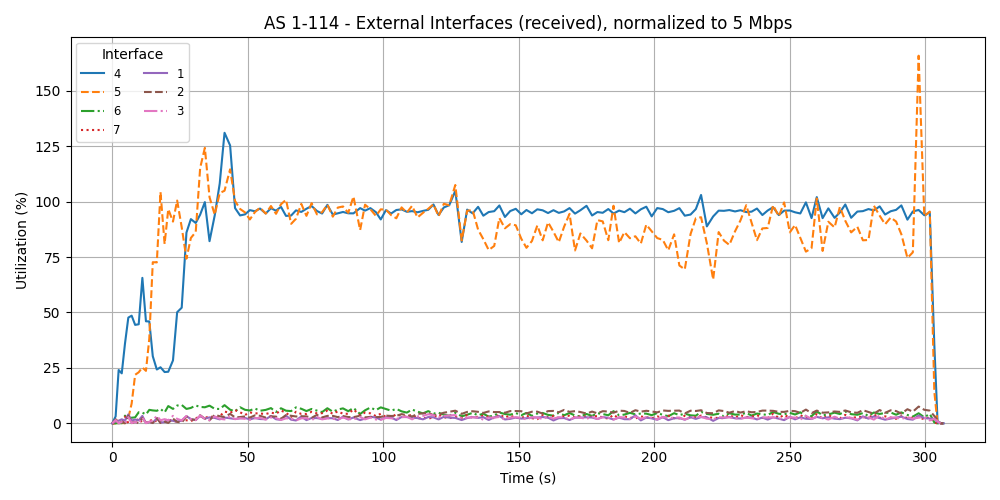 AS 1-114 - External Interfaces (received), normalized to 5 Mbps
Interface
4 1
5 2
6 3
7
150
125
100
75
50
25
0
Utilization (%)
0 50 100 150 200 250 300
Time (s)